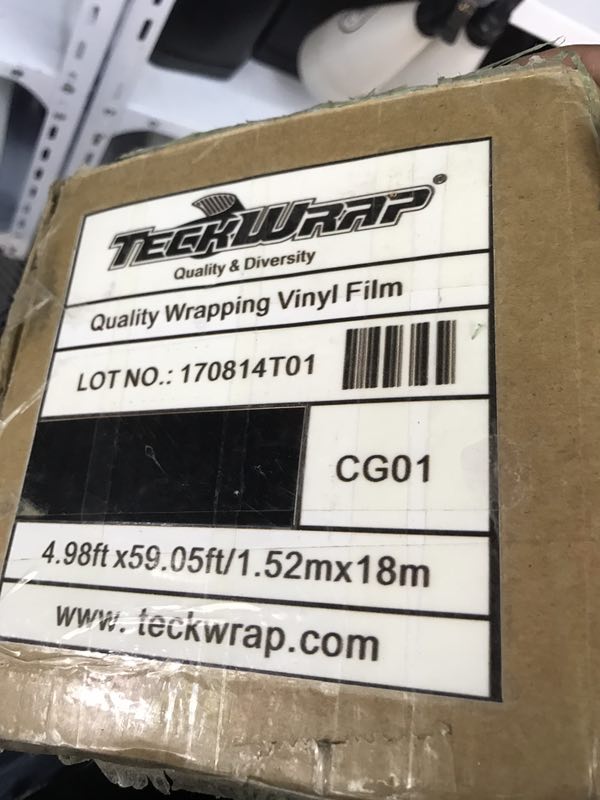 TECKWRAP®
Quality & Diversity
Quality Wrapping Vinyl Film
LOT NO.: 170814T01
CG01
4.98ft x59.05ft/1.52mx18m
www. teckwrap.com